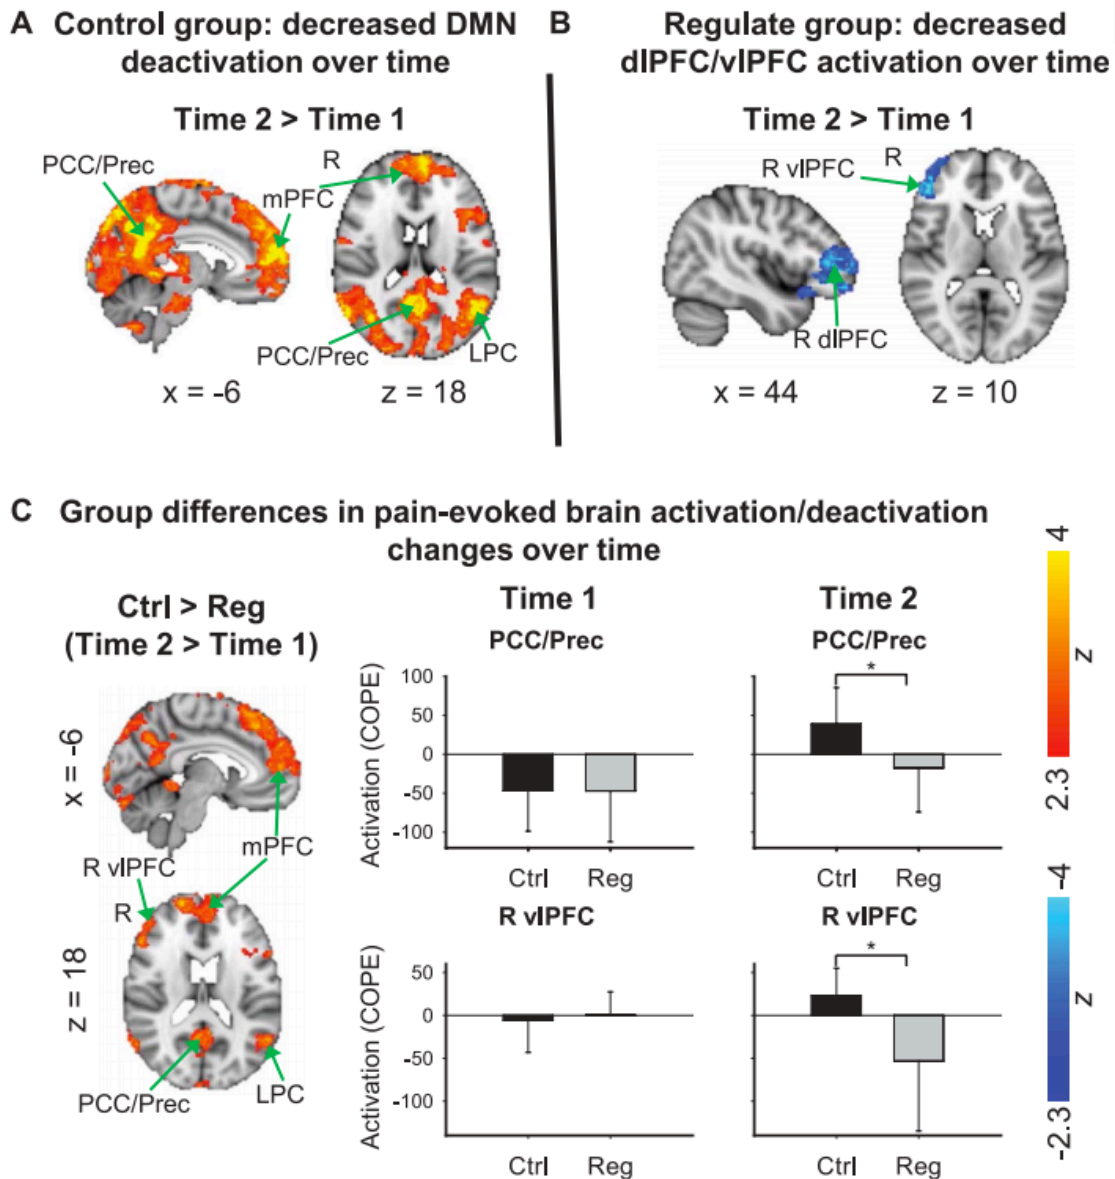 A Control group: decreased DMN
deactivation over time
Time 2 > Time 1
PCC/Prec
R
mPFC
PCC/Prec
LPC
x = -6
z = 18
B Regulate group: decreased
dlPFC/vlPFC activation over time
Time 2 > Time 1
R vlPFC
R
R dlPFC
x = 44
z = 10
C Group differences in pain-evoked brain activation/deactivation
changes over time
Ctrl > Reg
(Time 2 > Time 1)
x = -6
mPFC
R vlPFC
R
z = 18
PCC/Prec
LPC
Time 1
PCC/Prec
Activation (COPE)
100
50
0
-50
-100
Ctrl
Reg
Time 2
PCC/Prec
*
Ctrl
Reg
R vlPFC
Activation (COPE)
50
0
-50
-100
Ctrl
Reg
R vlPFC
*
Ctrl
Reg
4
z
2.3
-4
z
-2.3